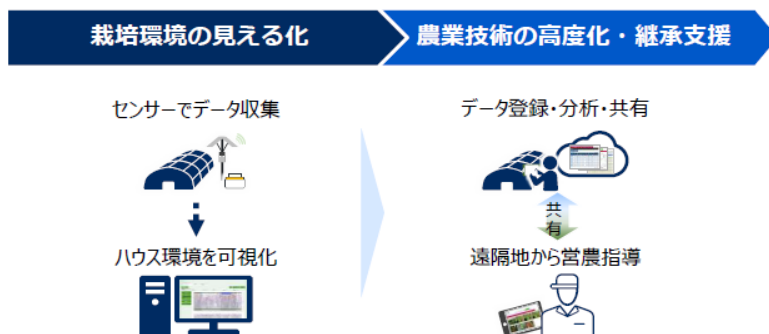 栽培環境の見える化
農業技術の高度化・継承支援
センサーでデータ収集
ハウス環境を可視化
データ登録・分析・共有
共
有
遠隔地から営農指導